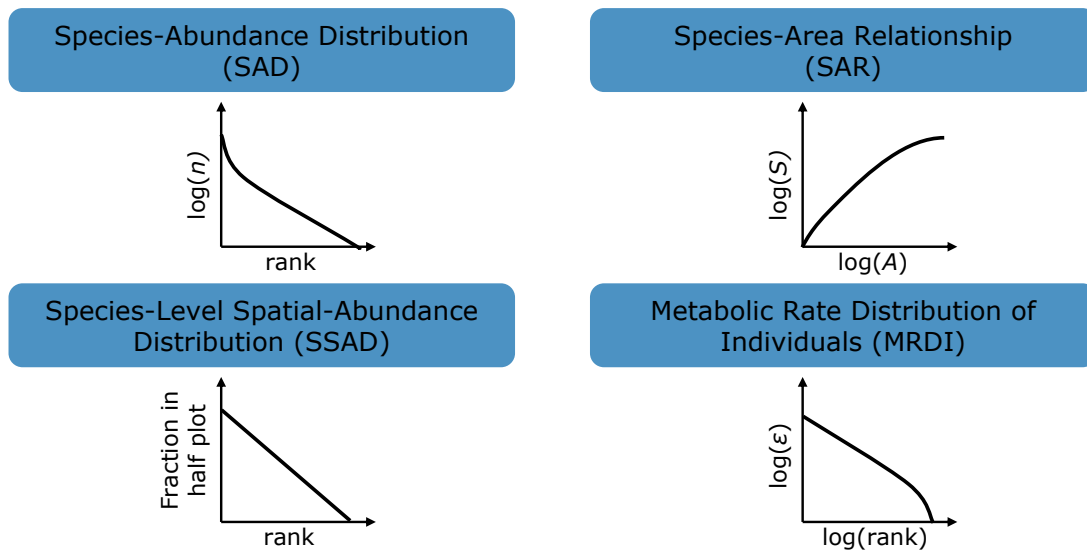 Species-Abundance Distribution
(SAD)
log(n)
rank
Species-Area Relationship
(SAR)
log(S)
log(A)
Species-Level Spatial-Abundance
Distribution (SSAD)
Fraction in
half plot
rank
Metabolic Rate Distribution of
Individuals (MRDI)
log(ε)
log(rank)